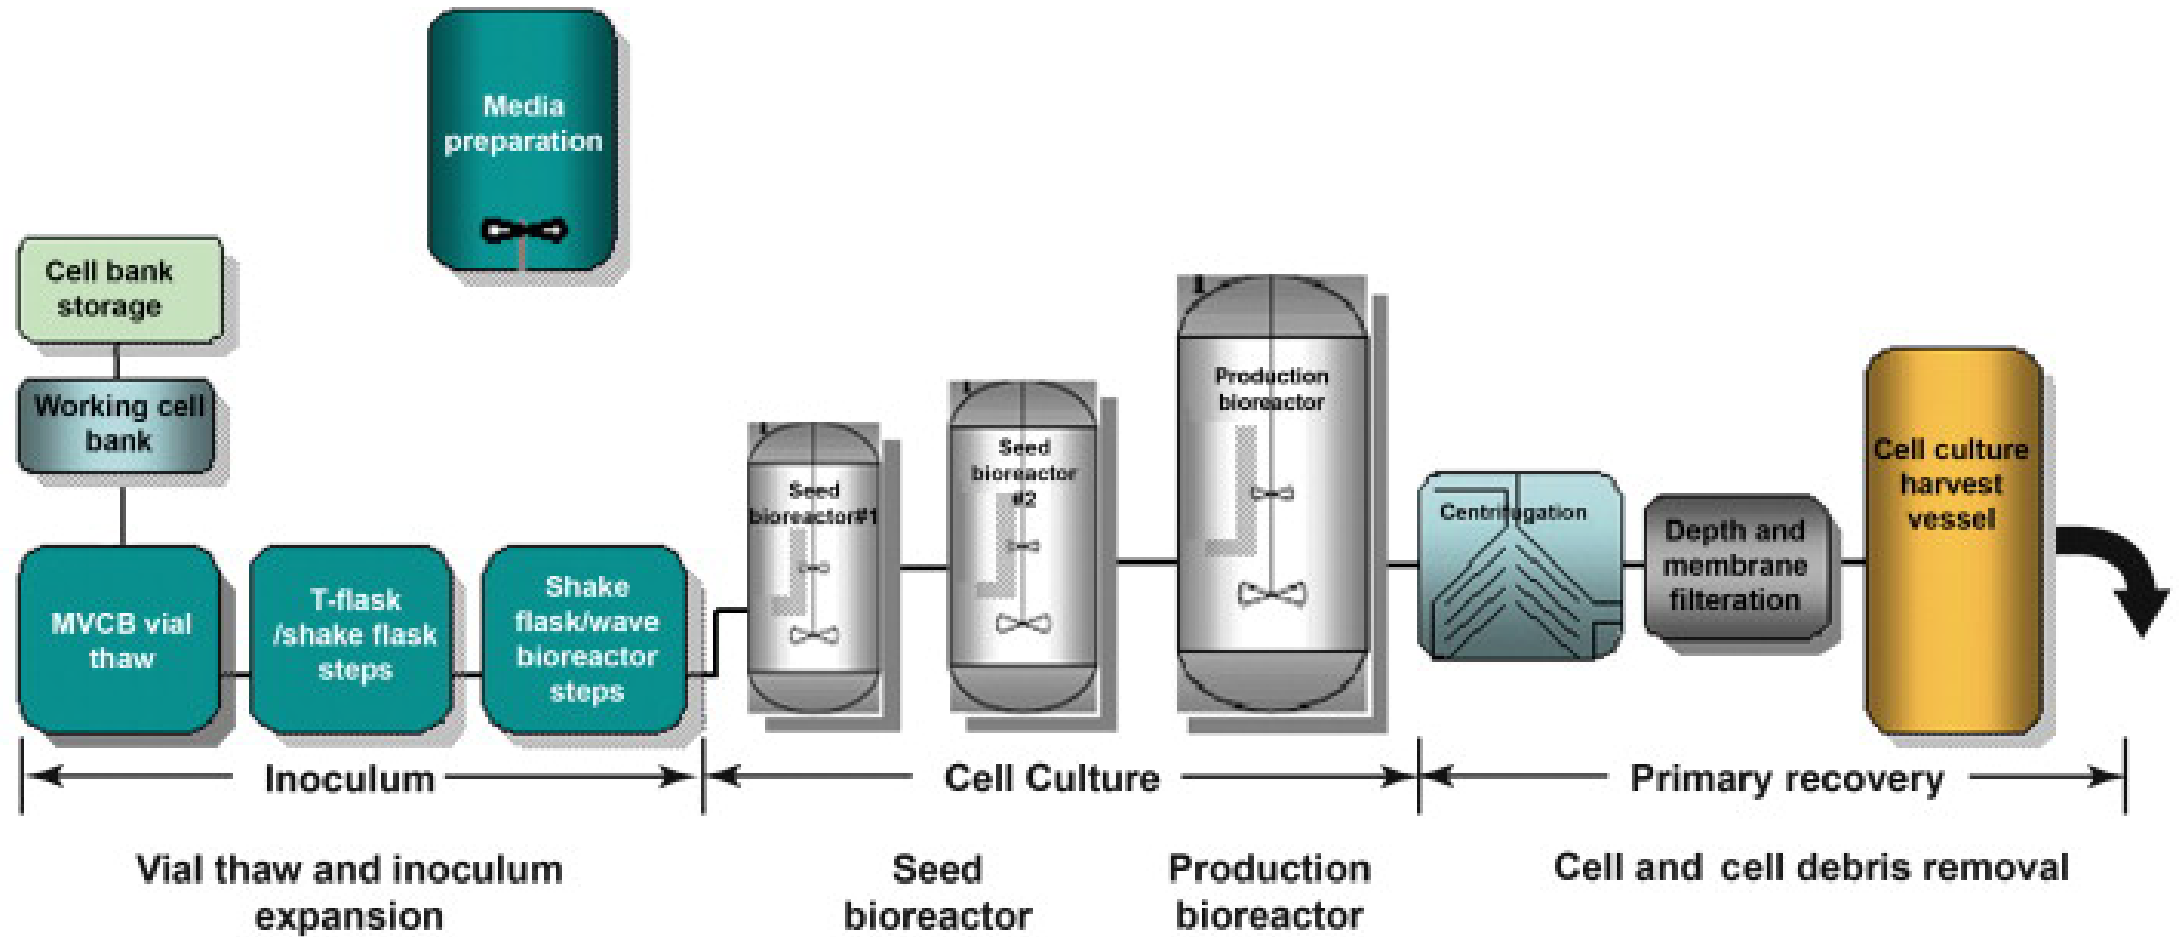 Media
preparation
Cell bank
storage
Working cell
bank
MVCB vial
thaw
T-flask
/shake flask
steps
Shake
flask/wave
bioreactor
steps
Seed
bioreactor#1
Seed
bioreactor
#2
Production
bioreactor
Centrifugation
Depth and
membrane
filteration
Cell culture
harvest
vessel
Inoculum
Cell Culture
Primary recovery
Vial thaw and inoculum
expansion
Seed
bioreactor
Production
bioreactor
Cell and cell debris removal